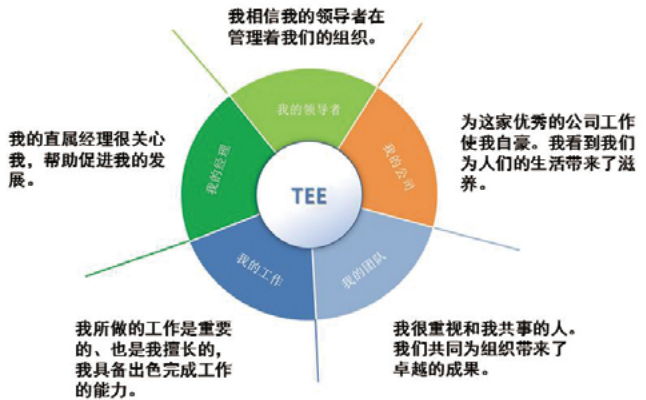 我相信我的领导者在
管理着我们的组织。
我的领导者
我的直属经理很关心
我，帮助促进我的发
展。
我的经理
TEE
我的公司
为这家优秀的公司工作
使我自豪。我看到我们
为人们的生活带来了滋
养。
我的工作
我的团队
我所做的工作是重要
的、也是我擅长的，
我具备出色完成工作
的能力。
我很重视和我共事的人。
我们共同为组织带来了
卓越的成果。